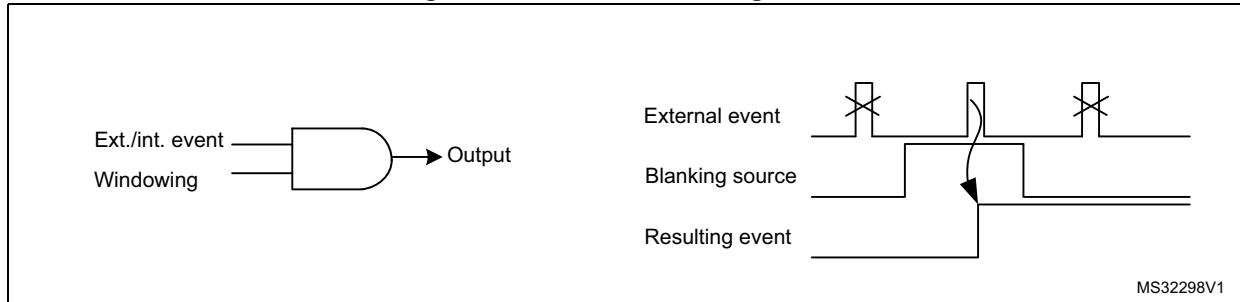 Ext./int. event
Windowing
Output
External event
Blanking source
Resulting event
MS32298V1